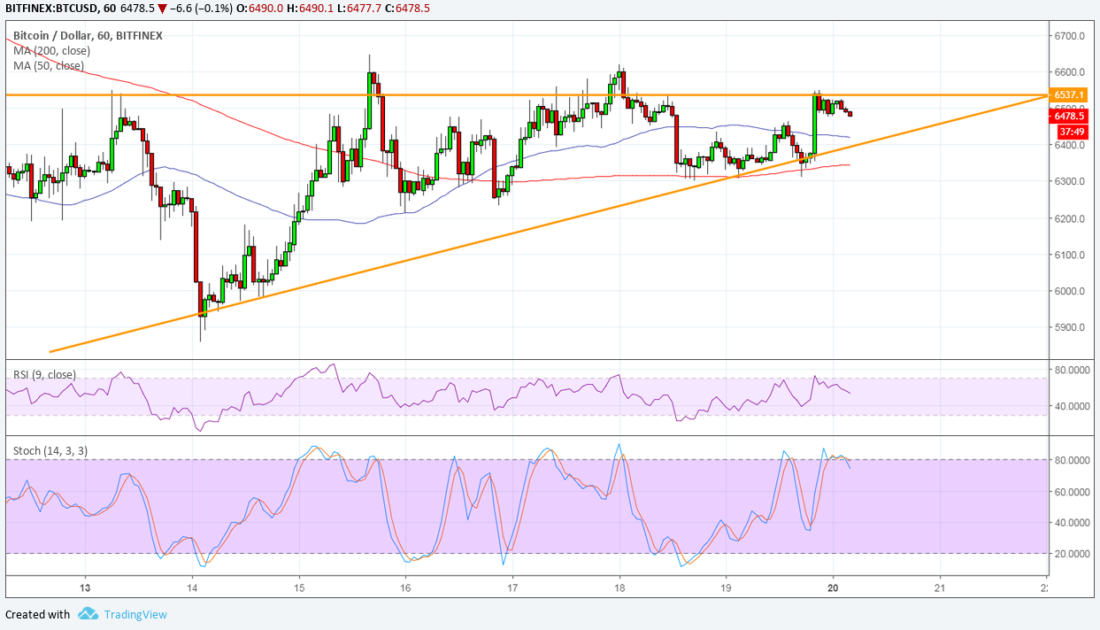 BITFINEX:BTCUSD, 60 6478.5 ▼ −6.6 (−0.1%) O:6490.0 H:6490.1 L:6477.7 C:6478.5
Bitcoin / Dollar, 60, BITFINEX
MA (200, close)
MA (50, close)
6700.0
6600.0
6537.1
6500.0
6478.5
37:49
6400.0
6300.0
6200.0
6100.0
6000.0
5900.0
RSI (9, close)
80.0000
40.0000
Stoch (14, 3, 3)
80.0000
60.0000
40.0000
20.0000
13 14 15 16 17 18 19 20 21
Created with TradingView